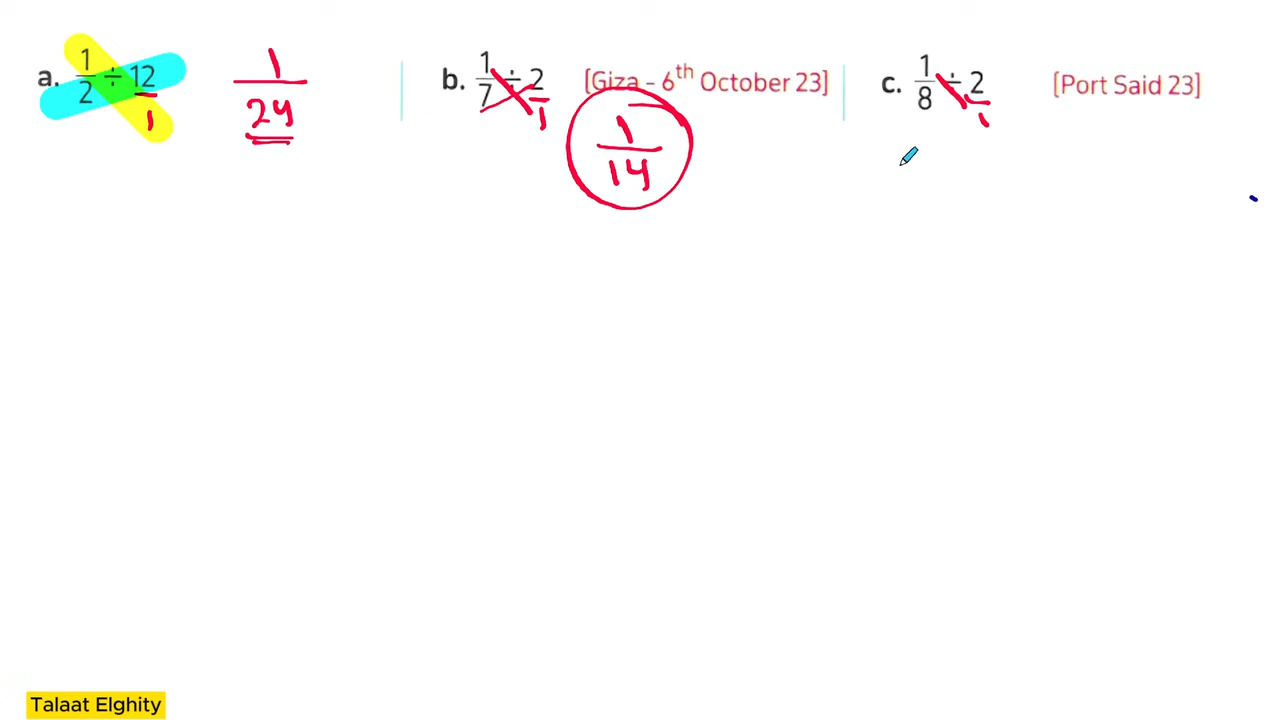 a. 1/2 ÷ 12/1 1/24
b. 1/7 ÷ 2/1 [Giza - 6th October 23] 1/14
c. 1/8 ÷ 2/1 [Port Said 23]
Talaat Elghity